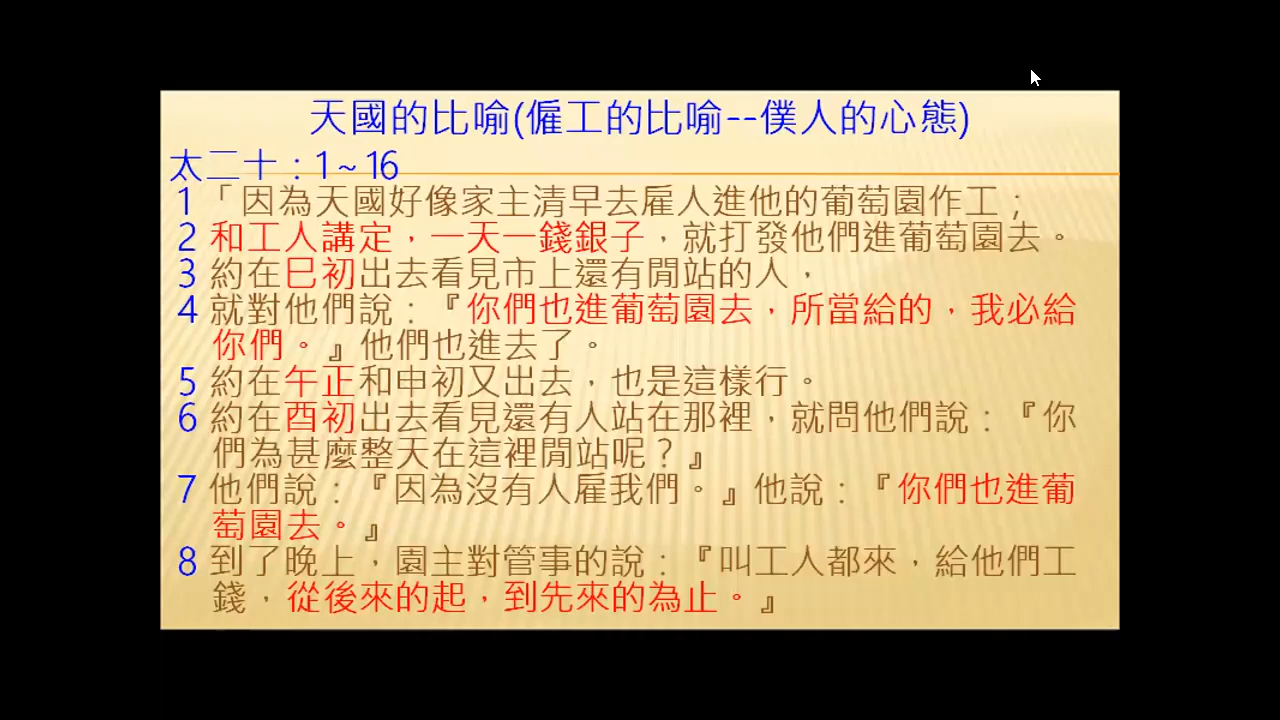 天國的比喻(僱工的比喻--僕人的心態)
太二十：1~16
1 「因為天國好像家主清早去雇人進他的葡萄園作工；
2 和工人講定，一天一錢銀子，就打發他們進葡萄園去。
3 約在巳初出去看見市上還有閒站的人，
4 就對他們說：『你們也進葡萄園去，所當給的，我必給
你們。』他們也進去了。
5 約在午正和申初又出去，也是這樣行。
6 約在酉初出去看見還有人站在那裡，就問他們說：『你
們為甚麼整天在這裡閒站呢？』
7 他們說：『因為沒有人雇我們。』他說：『你們也進葡
萄園去。』
8 到了晚上，園主對管事的說：『叫工人都來，給他們工
錢，從後來的起，到先來的為止。』